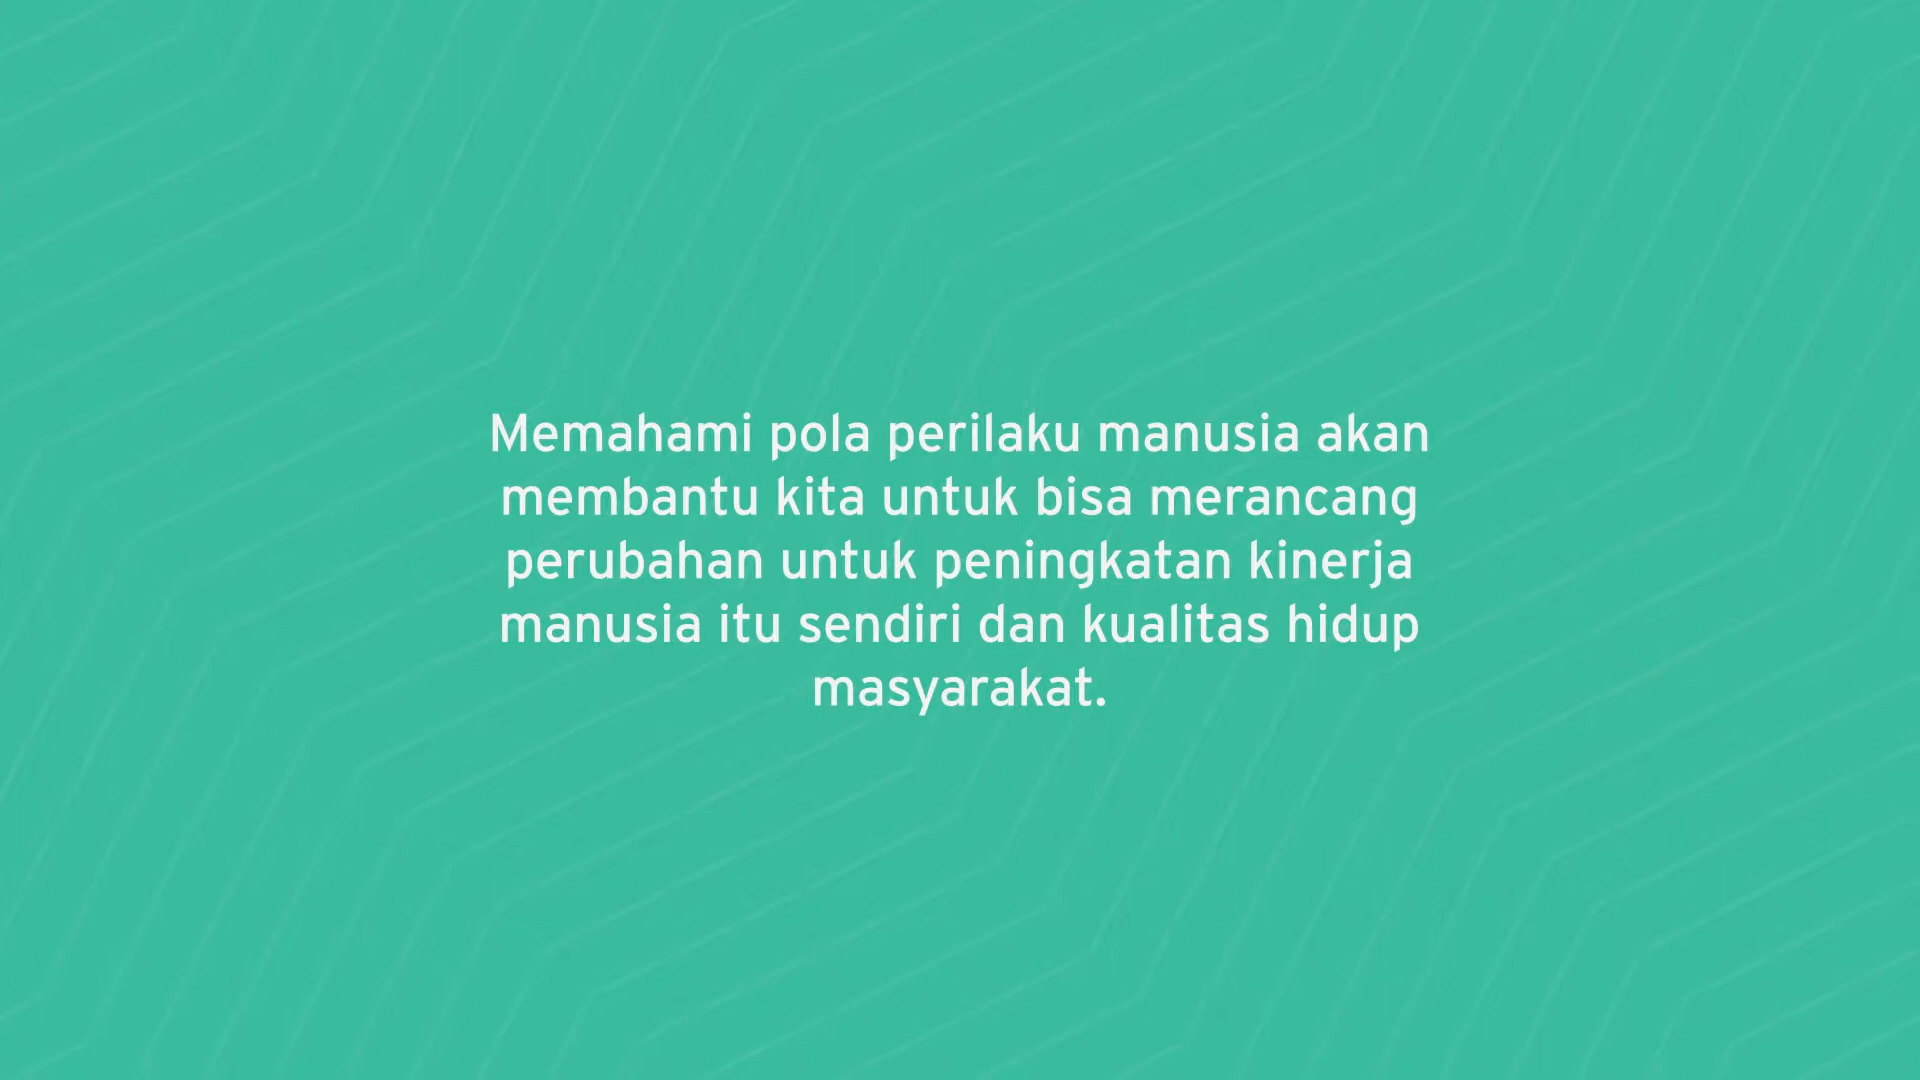 Memahami pola perilaku manusia akan
membantu kita untuk bisa merancang
perubahan untuk peningkatan kinerja
manusia itu sendiri dan kualitas hidup
masyarakat.